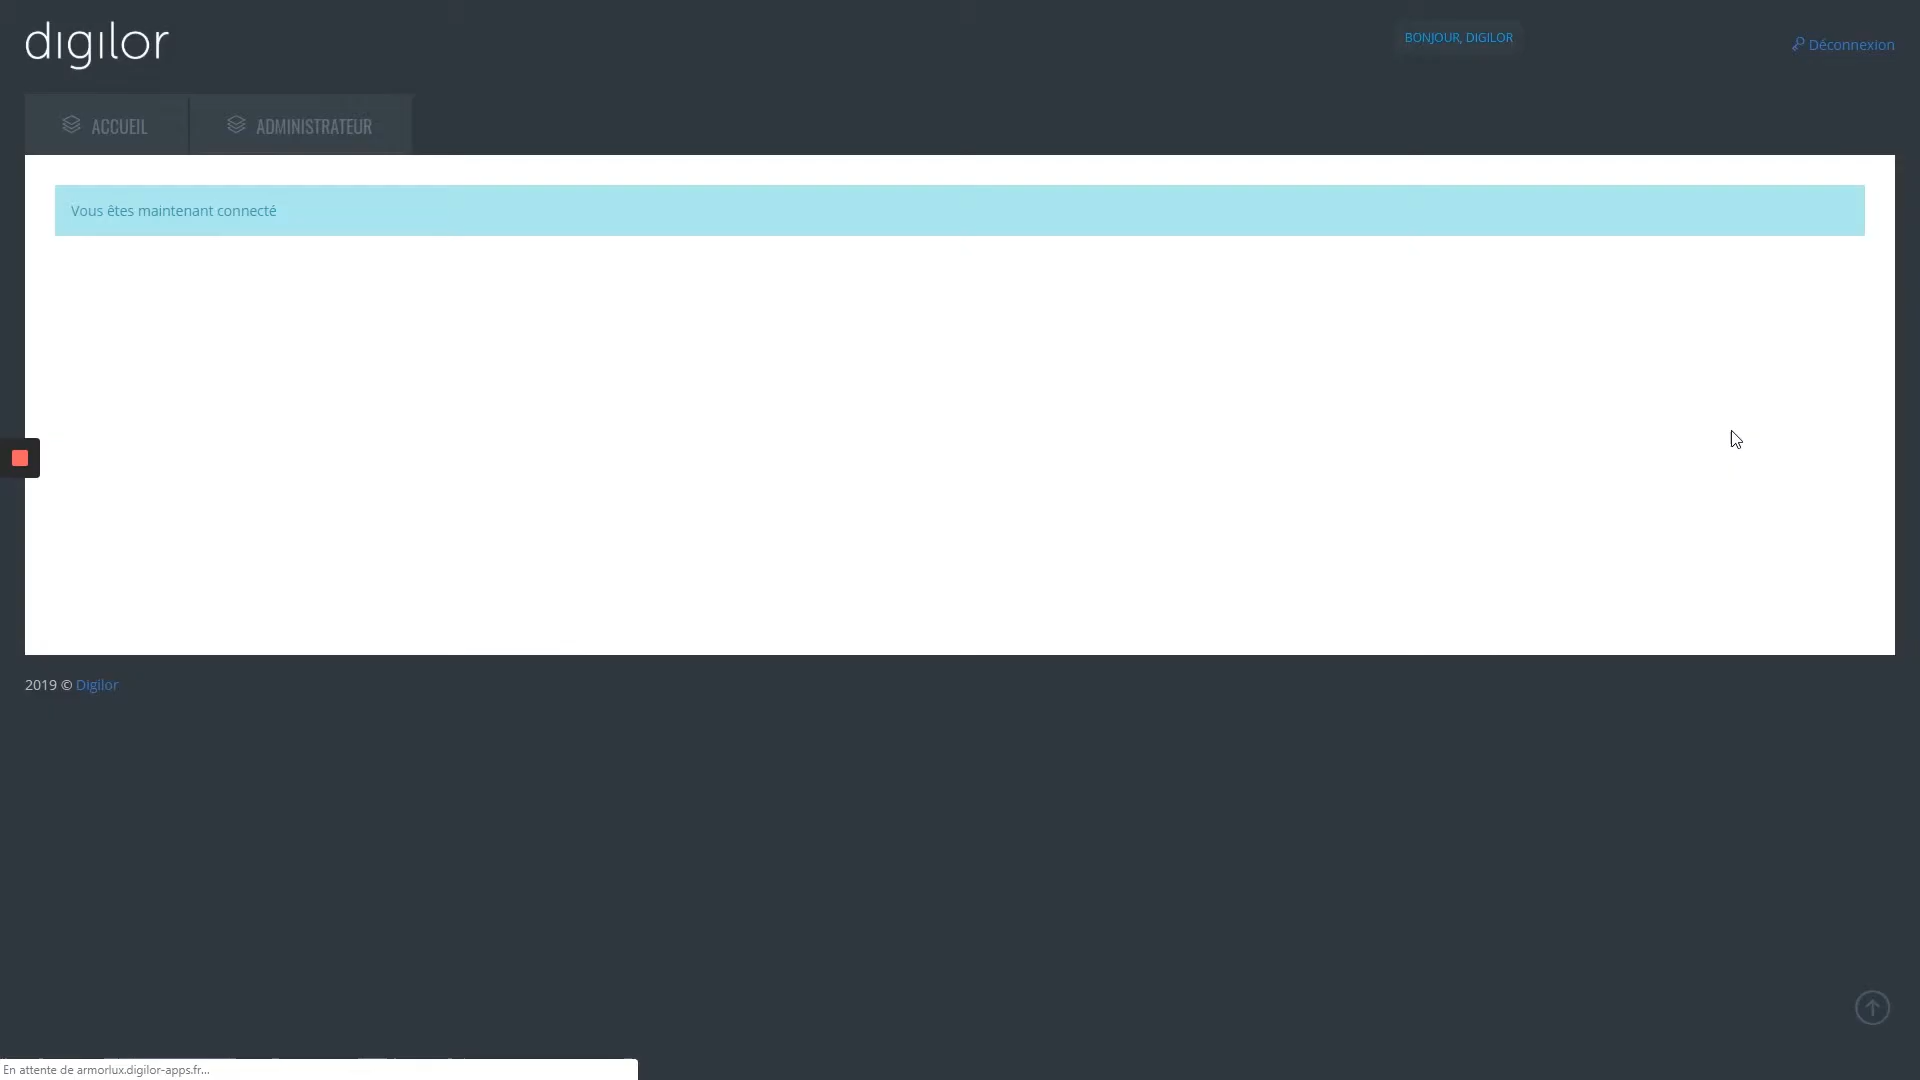 digilor
BONJOUR, DIGILOR
Déconnexion
ACCUEIL
ADMINISTRATEUR
Vous êtes maintenant connecté
2019 © Digilor
En attente de armorlux.digilor-apps.fr...